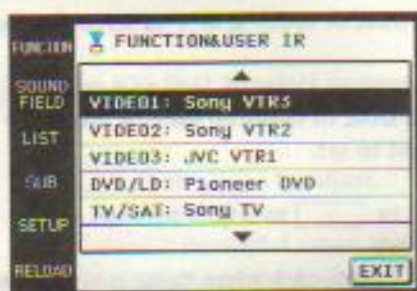 FUNCTION
SOUND
FIELD
LIST
SUB
SETUP
RELOAD
FUNCTION&USER IR
VIDEO1: Sony VTR3
VIDEO2: Sony VTR2
VIDEO3: JVC VTR1
DVD/LD: Pioneer DVD
TV/SAT: Sony TV
EXIT